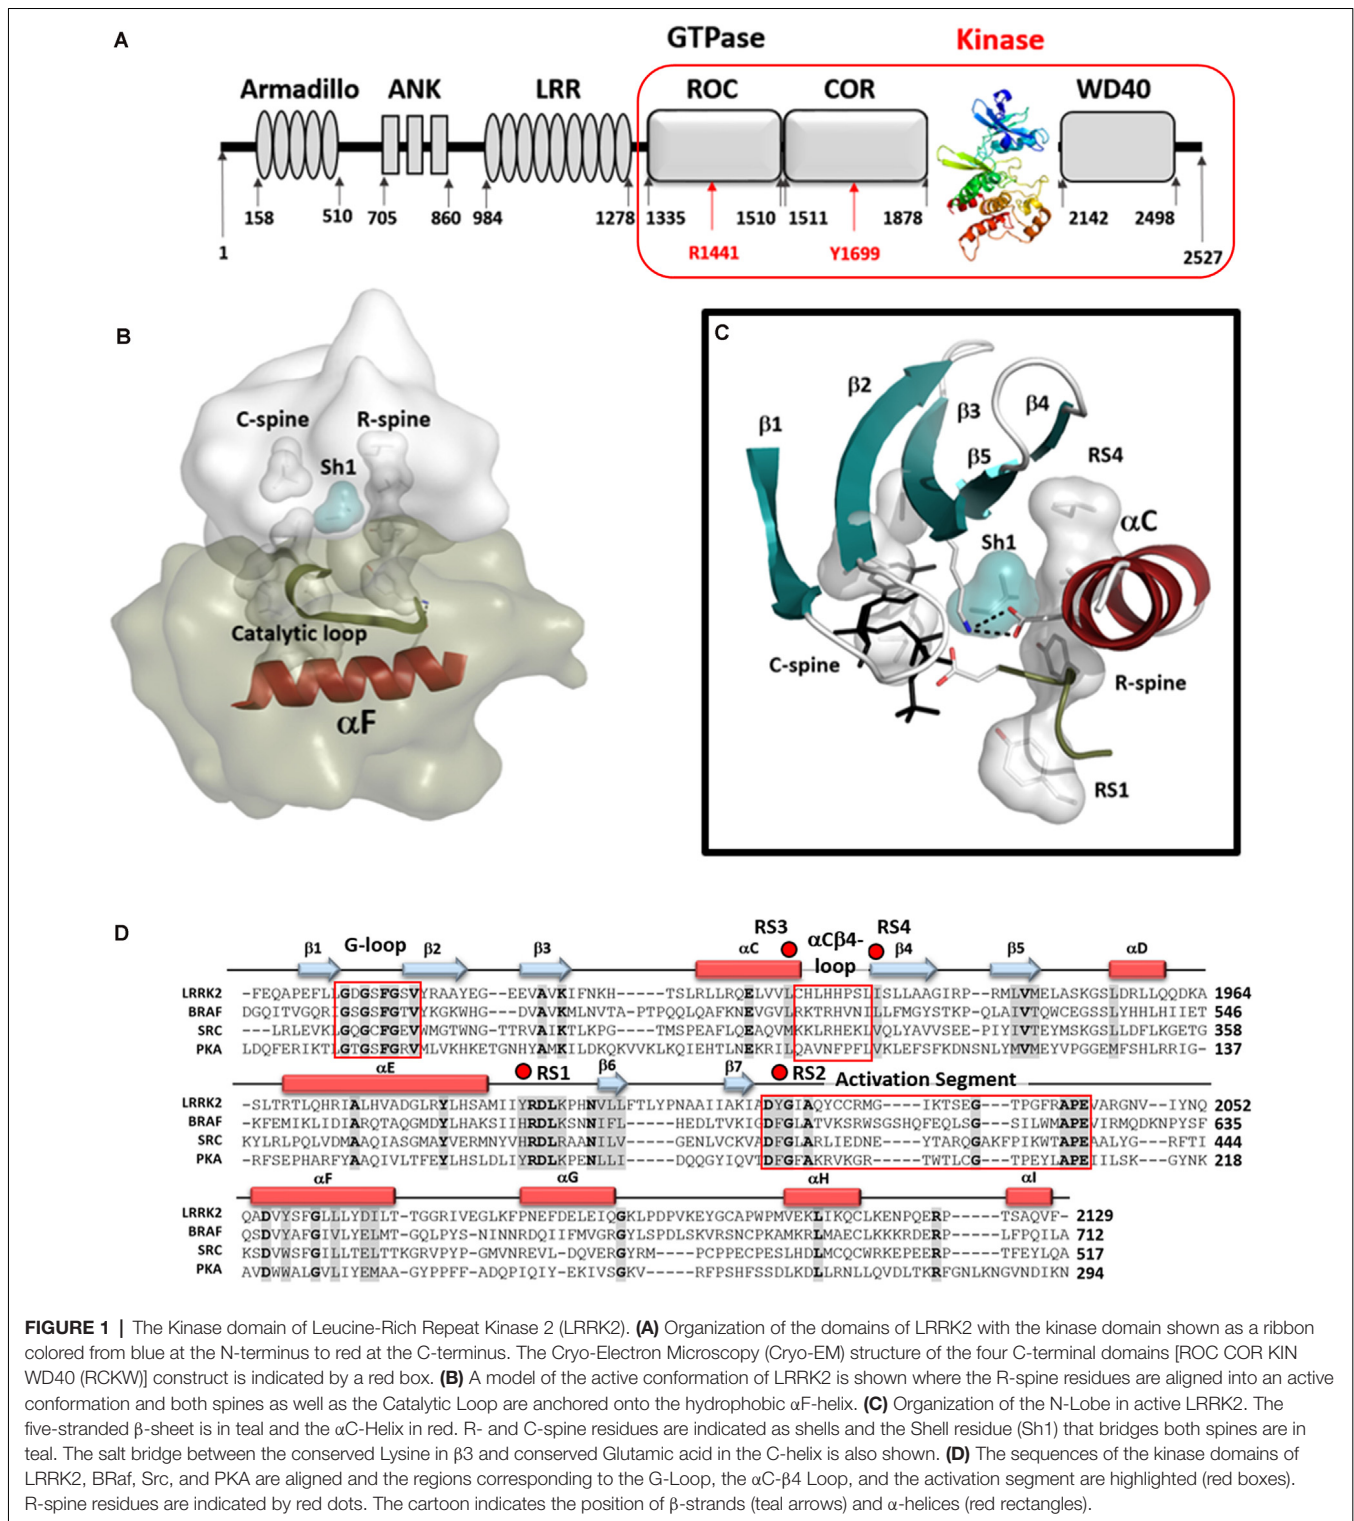 A
GTPase Kinase
Armadillo ANK LRR ROC COR WD40
158 510 705 860 984 1278 1335 1510 1511 1878 2142 2498
1 R1441 Y1699 2527
B
C-spine R-spine
Sh1
Catalytic loop
αF
C
β2
β3 β4
β1
β5 RS4
αC
Sh1
C-spine
R-spine
RS1
D
RS3 RS4
β1 G-loop β2 β3 αC αCβ4- β4 β5 αD
loop
LRRK2 -FEQAPEFLLGDGSFGSVYRAAYEG--EEVAVKIFNKH-----TSLRLLRQELVVLCHLHHPSLISLLAAGIRP--RMLVMELASKGSLDRLLQQDKA 1964
BRAF DGQITVGQRIGSGSFGTVYKGKWHG---DVAVKMLNVTA-PTPQQLQAFKNEVGVLRKTRHVNILLFMGYSTKP-QLAIVTQWCEGSSLYHHLHIIET 546
SRC ---LRLEVKLGQGCFGEVWMGTWNG-TTRVAIKTLKPG----TMSPEAFLQEAQVMKKLRHEKLVQLYAVVSEE-PIYIVTEYMSKGSLLDFLKGETG 358
PKA LDQFERIKTLGTGSFGRVMLVKHKETGNHYAMKILDKQKVVKLKQIEHTLNEKRILQAVNFPFLVKLEFSFKDNSNLYMVMEYVPGGEMFSHLRRIG- 137
αE RS1 β6 β7 RS2 Activation Segment
LRRK2 -SLTRTLQHRIALHVADGLRYLHSAMIIYRDLKPHNVLLFTLYPNAAIIAKIADYGIAQYCCRMG----IKTSEG---TPGFRAPEVARGNV--IYNQ 2052
BRAF -KFEMIKLIDIARQTAQGMDYLHAKSIIHRDLKSNNIFL-----HEDLTVKIGDFGLATVKSRWSGSHQFEQLSG---SILWMAPEVIRMQDKNPYSF 635
SRC KYLRLPQLVDMAAQIASGMAYVERMNYVHRDLRAANILV-----GENLVCKVADFGLARLIEDNE----YTARQGAKFPIKWTAPEAALYG---RFTI 444
PKA -RFSEPHARFYAAQIVLTFEYLHSLDLIYRDLKPENLLI-----DQQGYIQVTDFGFAKRVKGR-----TWTLCG---TPEYLAPEIILSK---GYNK 218
αF αG αH αI
LRRK2 QADVYSFGLLLYDILT-TGGRIVEGLKFPNEFDELEIQGKLPDPVKEYGCAPWPMVEKLIKQCLKENPQERP-----TSAQVF- 2129
BRAF QSDVYAFGIVLYELMT-GQLPYS-NINNRDQIIFMVGRGYLSPDLSKVRSNCPKAMKRLMAECLKKKRDERP-----LFPQILA 712
SRC KSDVWSFGILLTELTTKGRVPYP-GMVNREVL-DQVERGYRM---PCPPECPESLHDLMCQCWRKEPEERP-----TFEYLQA 517
PKA AVDWWALGVLIYEMAA-GYPPFF-ADQPIQIY-EKIVSGKV-----RFPSHFSSDLKDLLRNLLQVDLTKRFGNLKNGVNDIKN 294
FIGURE 1 | The Kinase domain of Leucine-Rich Repeat Kinase 2 (LRRK2). (A) Organization of the domains of LRRK2 with the kinase domain shown as a ribbon
colored from blue at the N-terminus to red at the C-terminus. The Cryo-Electron Microscopy (Cryo-EM) structure of the four C-terminal domains [ROC COR KIN
WD40 (RCKW)] construct is indicated by a red box. (B) A model of the active conformation of LRRK2 is shown where the R-spine residues are aligned into an active
conformation and both spines as well as the Catalytic Loop are anchored onto the hydrophobic αF-helix. (C) Organization of the N-Lobe in active LRRK2. The
five-stranded β-sheet is in teal and the αC-Helix in red. R- and C-spine residues are indicated as shells and the Shell residue (Sh1) that bridges both spines are in
teal. The salt bridge between the conserved Lysine in β3 and conserved Glutamic acid in the C-helix is also shown. (D) The sequences of the kinase domains of
LRRK2, BRaf, Src, and PKA are aligned and the regions corresponding to the G-Loop, the αC-β4 Loop, and the activation segment are highlighted (red boxes).
R-spine residues are indicated by red dots. The cartoon indicates the position of β-strands (teal arrows) and α-helices (red rectangles).